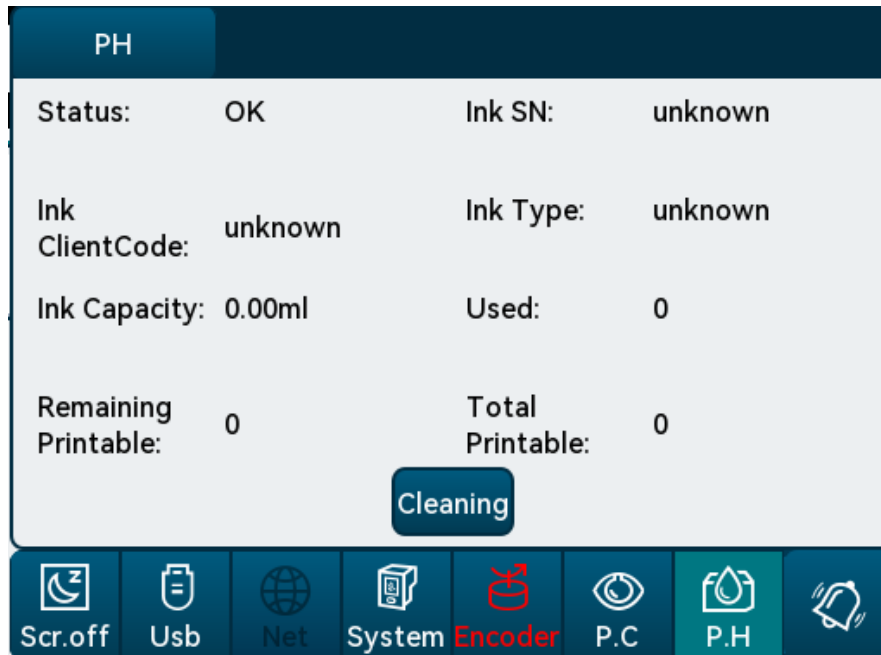 PH
Status: OK Ink SN: unknown
Ink ClientCode: unknown Ink Type: unknown
Ink Capacity: 0.00ml Used: 0
Remaining Printable: 0 Total Printable: 0
Cleaning
Scr.off Usb Net System Encoder P.C P.H